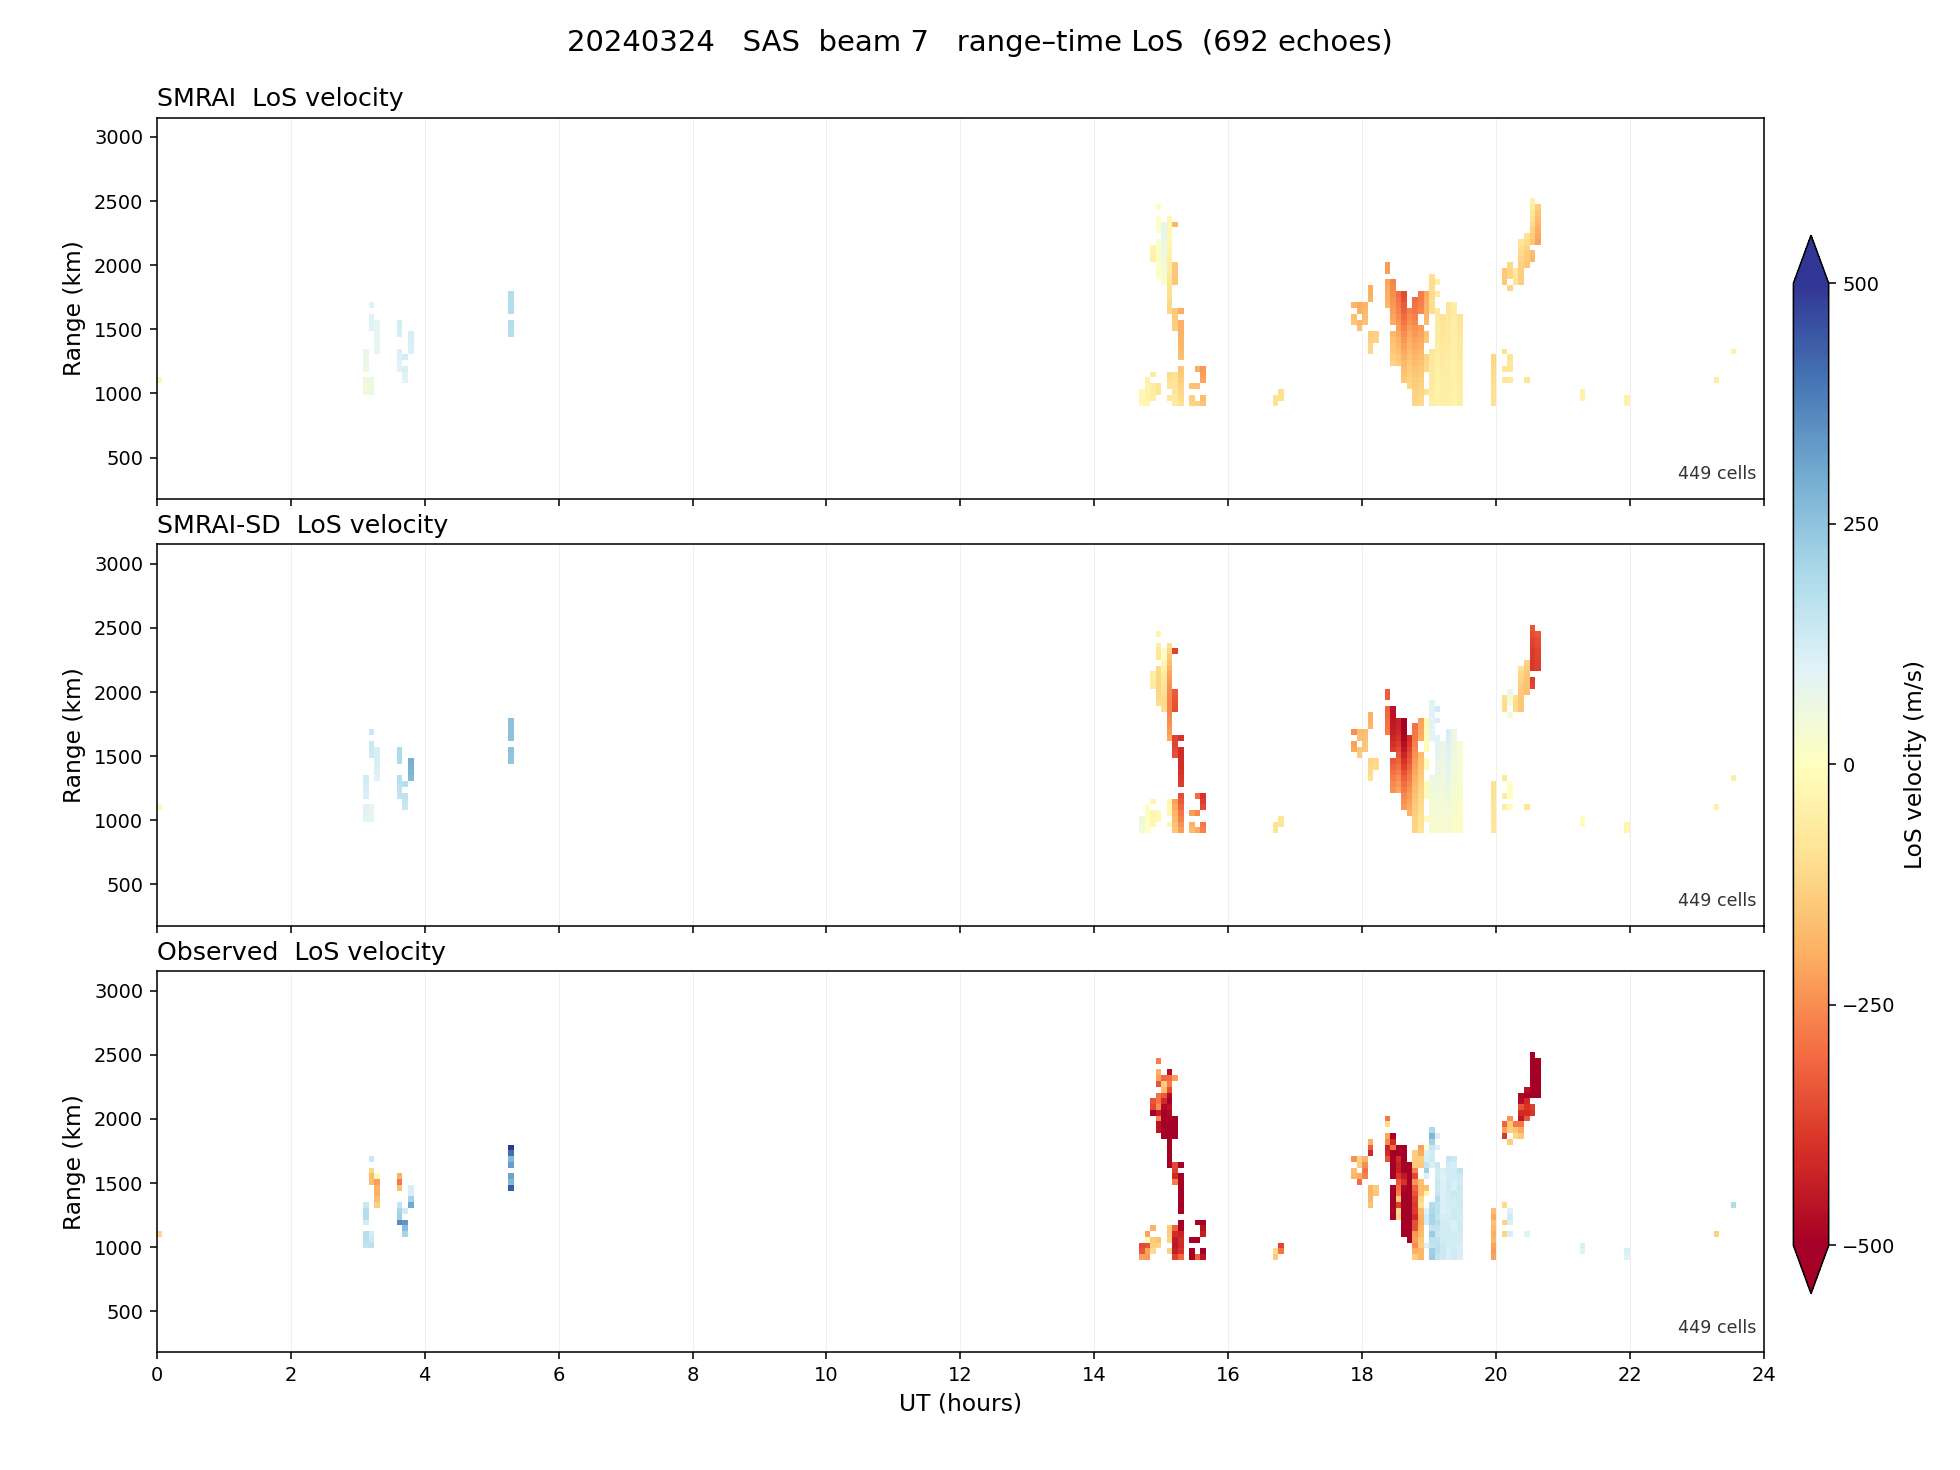 20240324   SAS  beam 7   range–time LoS  (692 echoes)
SMRAI  LoS velocity
3000
2500
2000
1500
1000
500
Range (km)
449 cells
SMRAI-SD  LoS velocity
3000
2500
2000
1500
1000
500
Range (km)
449 cells
Observed  LoS velocity
3000
2500
2000
1500
1000
500
Range (km)
449 cells
0 2 4 6 8 10 12 14 16 18 20 22 24
UT (hours)
500
250
0
−250
−500
LoS velocity (m/s)